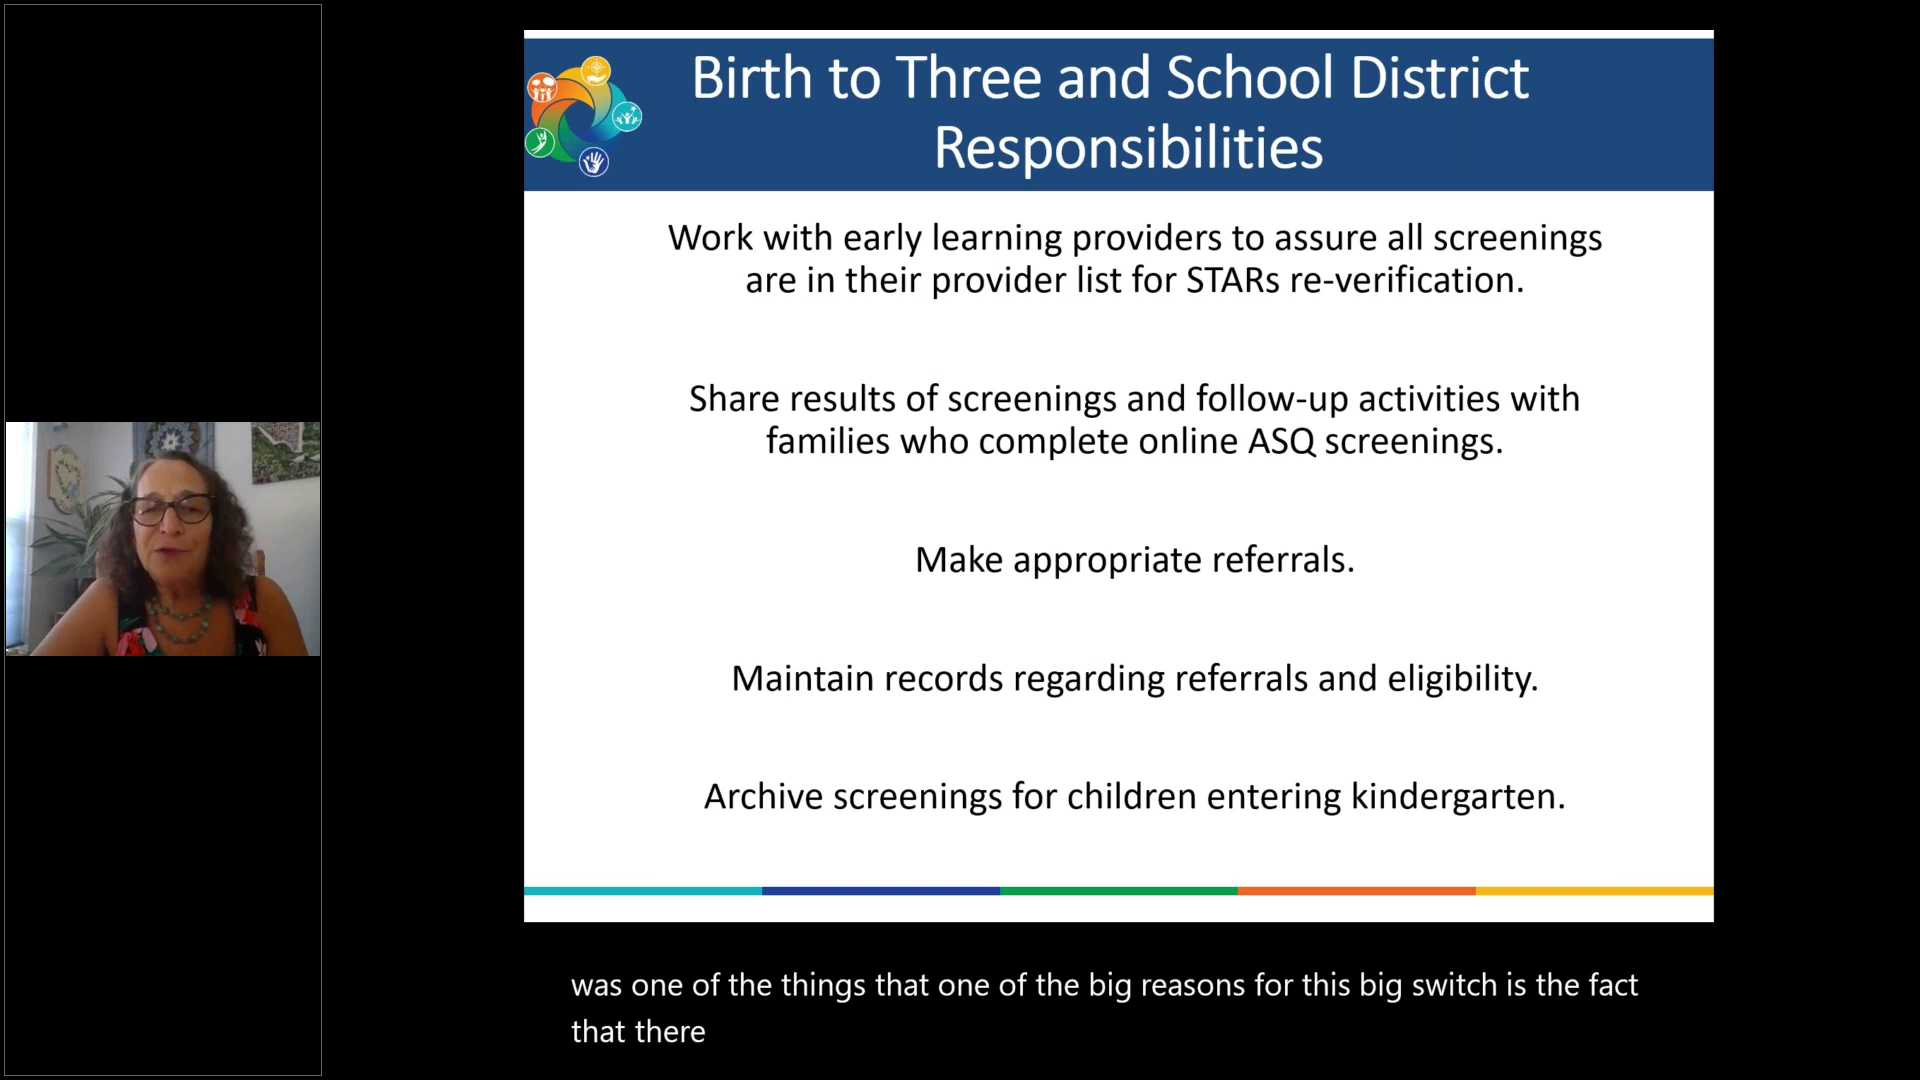 Birth to Three and School District
Responsibilities
Work with early learning providers to assure all screenings
are in their provider list for STARs re-verification.
Share results of screenings and follow-up activities with
families who complete online ASQ screenings.
Make appropriate referrals.
Maintain records regarding referrals and eligibility.
Archive screenings for children entering kindergarten.
was one of the things that one of the big reasons for this big switch is the fact
that there